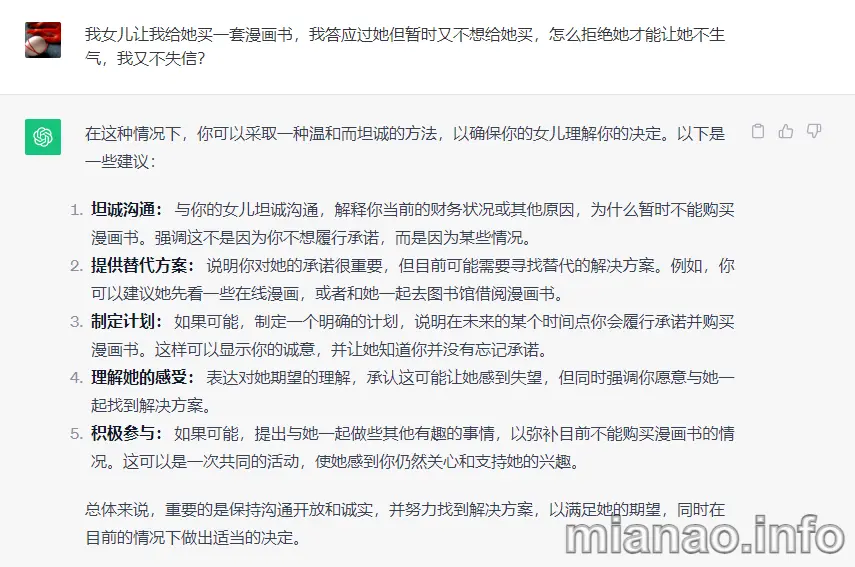 我女儿让我给她买一套漫画书，我答应过她但暂时又不想给她买，怎么拒绝她才能让她不生
气，我又不失信？
在这种情况下，你可以采取一种温和而坦诚的方法，以确保你的女儿理解你的决定。以下是
一些建议：
1. 坦诚沟通： 与你的女儿坦诚沟通，解释你当前的财务状况或其他原因，为什么暂时不能购买
漫画书。强调这不是因为你不想履行承诺，而是因为某些情况。
2. 提供替代方案： 说明你对她的承诺很重要，但目前可能需要寻找替代的解决方案。例如，你
可以建议她先看一些在线漫画，或者和她一起去图书馆借阅漫画书。
3. 制定计划： 如果可能，制定一个明确的计划，说明在未来的某个时间点你会履行承诺并购买
漫画书。这样可以显示你的诚意，并让她知道你并没有忘记承诺。
4. 理解她的感受： 表达对她期望的理解，承认这可能让她感到失望，但同时强调你愿意与她一
起找到解决方案。
5. 积极参与： 如果可能，提出与她一起做些其他有趣的事情，以弥补目前不能购买漫画书的情
况。这可以是一次共同的活动，使她感到你仍然关心和支持她的兴趣。
总体来说，重要的是保持沟通开放和诚实，并努力找到解决方案，以满足她的期望，同时在
目前的情况下做出适当的决定。
mianao.info